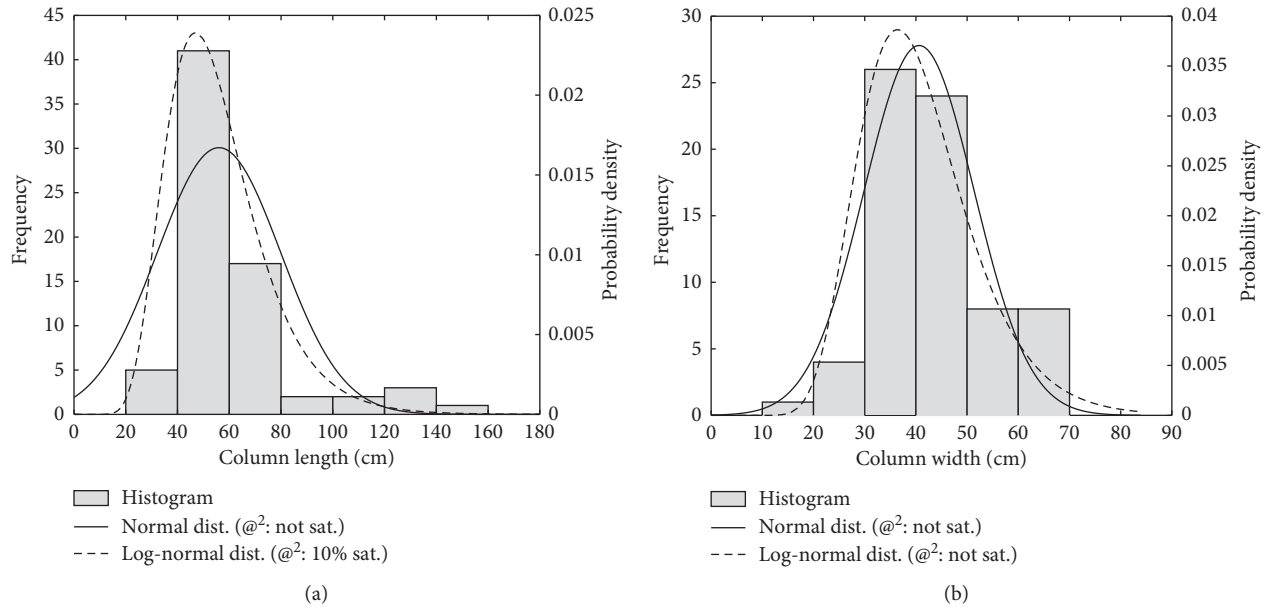 45
40
35
30
25
20
15
10
5
0
Frequency
0.025
0.02
0.015
0.01
0.005
0
Probability density
0 20 40 60 80 100 120 140 160 180
Column length (cm)
Histogram
Normal dist. (@²: not sat.)
Log-normal dist. (@²: 10% sat.)
(a)
30
25
20
15
10
5
0
Frequency
0.04
0.035
0.03
0.025
0.02
0.015
0.01
0.005
0
Probability density
0 10 20 30 40 50 60 70 80 90
Column width (cm)
Histogram
Normal dist. (@²: not sat.)
Log-normal dist. (@²: not sat.)
(b)